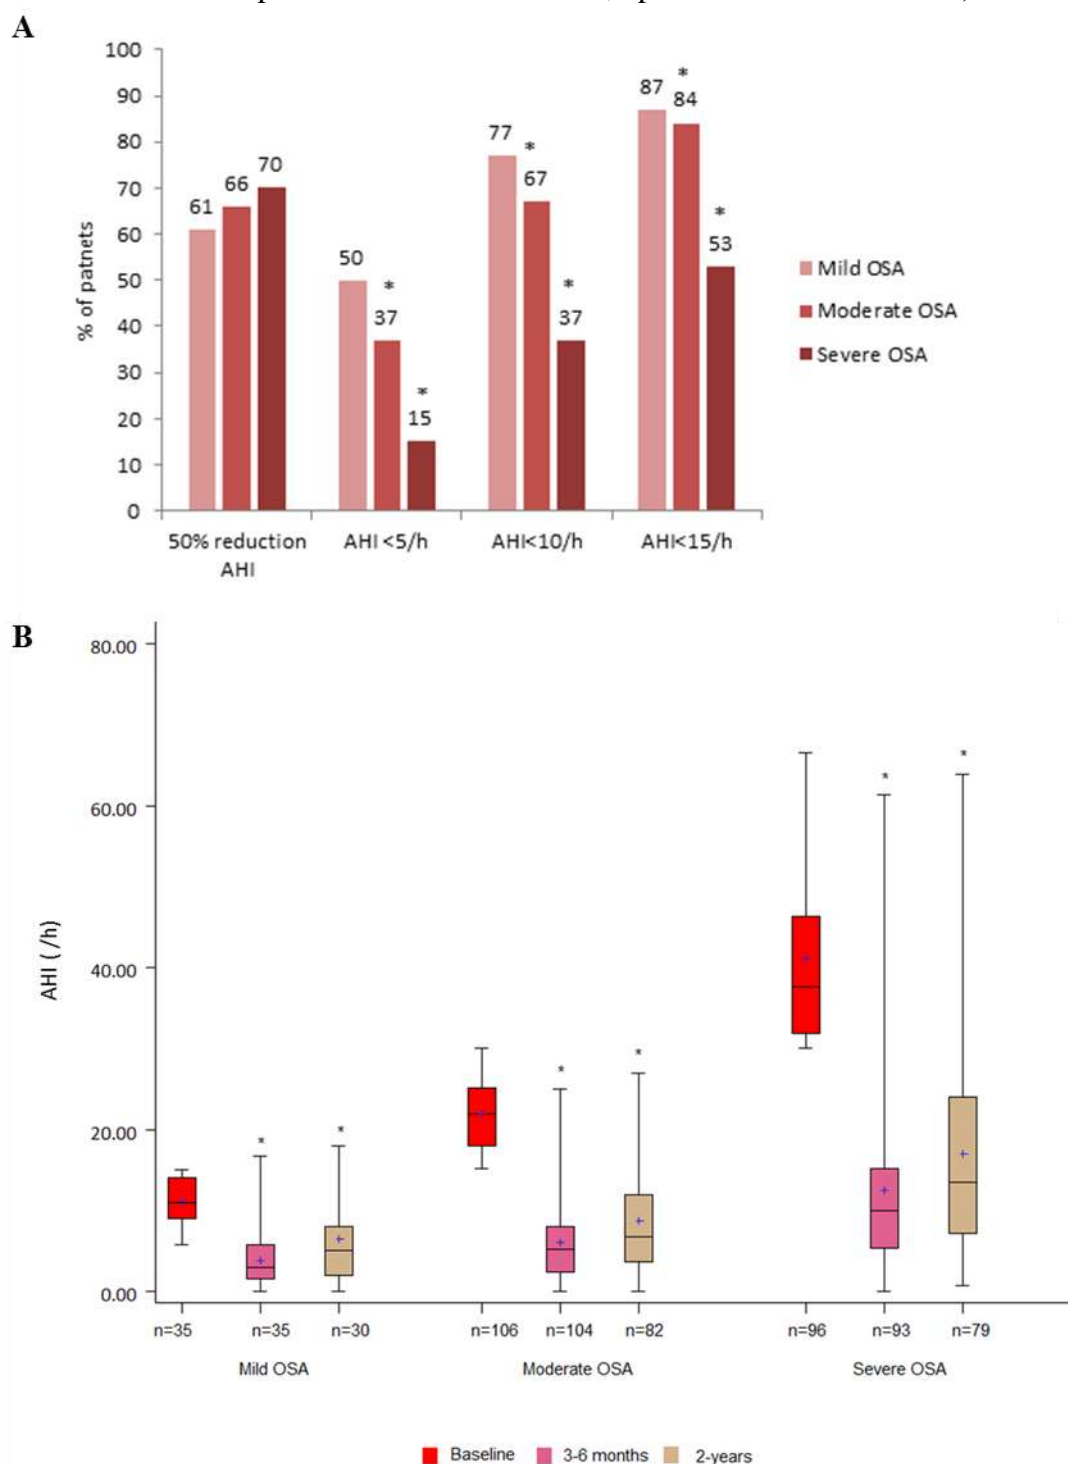 A
100
90
80
70
60
50
40
30
20
10
0
% of patnets
61
66
70
50
*
37
*
15
77
*
67
*
37
87
*
84
*
53
50% reduction
AHI
AHI <5/h
AHI<10/h
AHI<15/h
Mild OSA
Moderate OSA
Severe OSA
B
80.00
60.00
40.00
20.00
0.00
AHI ( /h)
*
*
*
*
*
*
n=35
n=35
n=30
n=106
n=104
n=82
n=96
n=93
n=79
Mild OSA
Moderate OSA
Severe OSA
Baseline
3-6 months
2-years